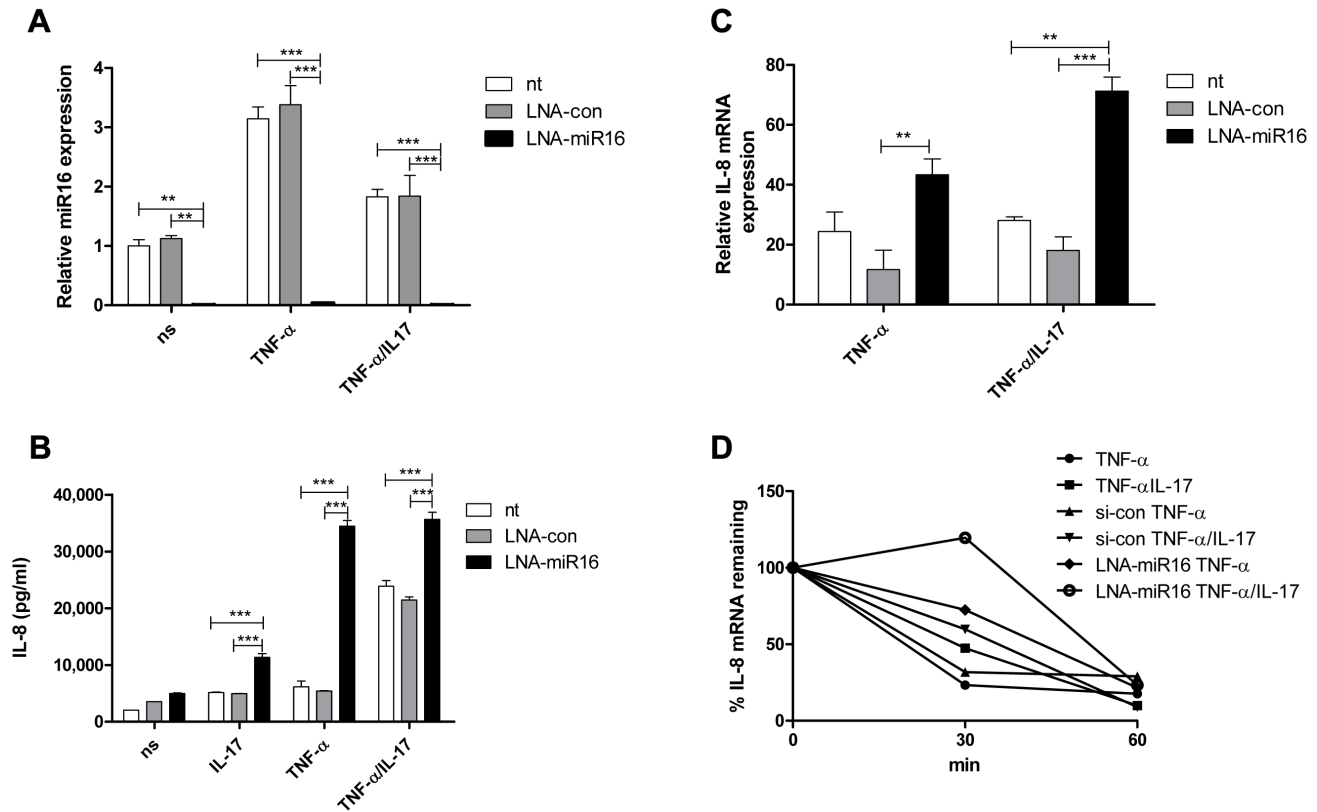 A
Relative miR16 expression
4
3
2
1
0
***
***
***
***
**
**
ns
TNF-α
TNF-α/IL17
nt
LNA-con
LNA-miR16
C
Relative IL-8 mRNA
expression
80
60
40
20
0
**
***
**
TNF-α
TNF-α/IL-17
nt
LNA-con
LNA-miR16
B
IL-8 (pg/ml)
40,000
30,000
20,000
10,000
0
***
***
***
***
***
***
ns
IL-17
TNF-α
TNF-α/IL-17
nt
LNA-con
LNA-miR16
D
% IL-8 mRNA remaining
150
100
50
0
0
30
60
min
TNF-α
TNF-αIL-17
si-con TNF-α
si-con TNF-α/IL-17
LNA-miR16 TNF-α
LNA-miR16 TNF-α/IL-17